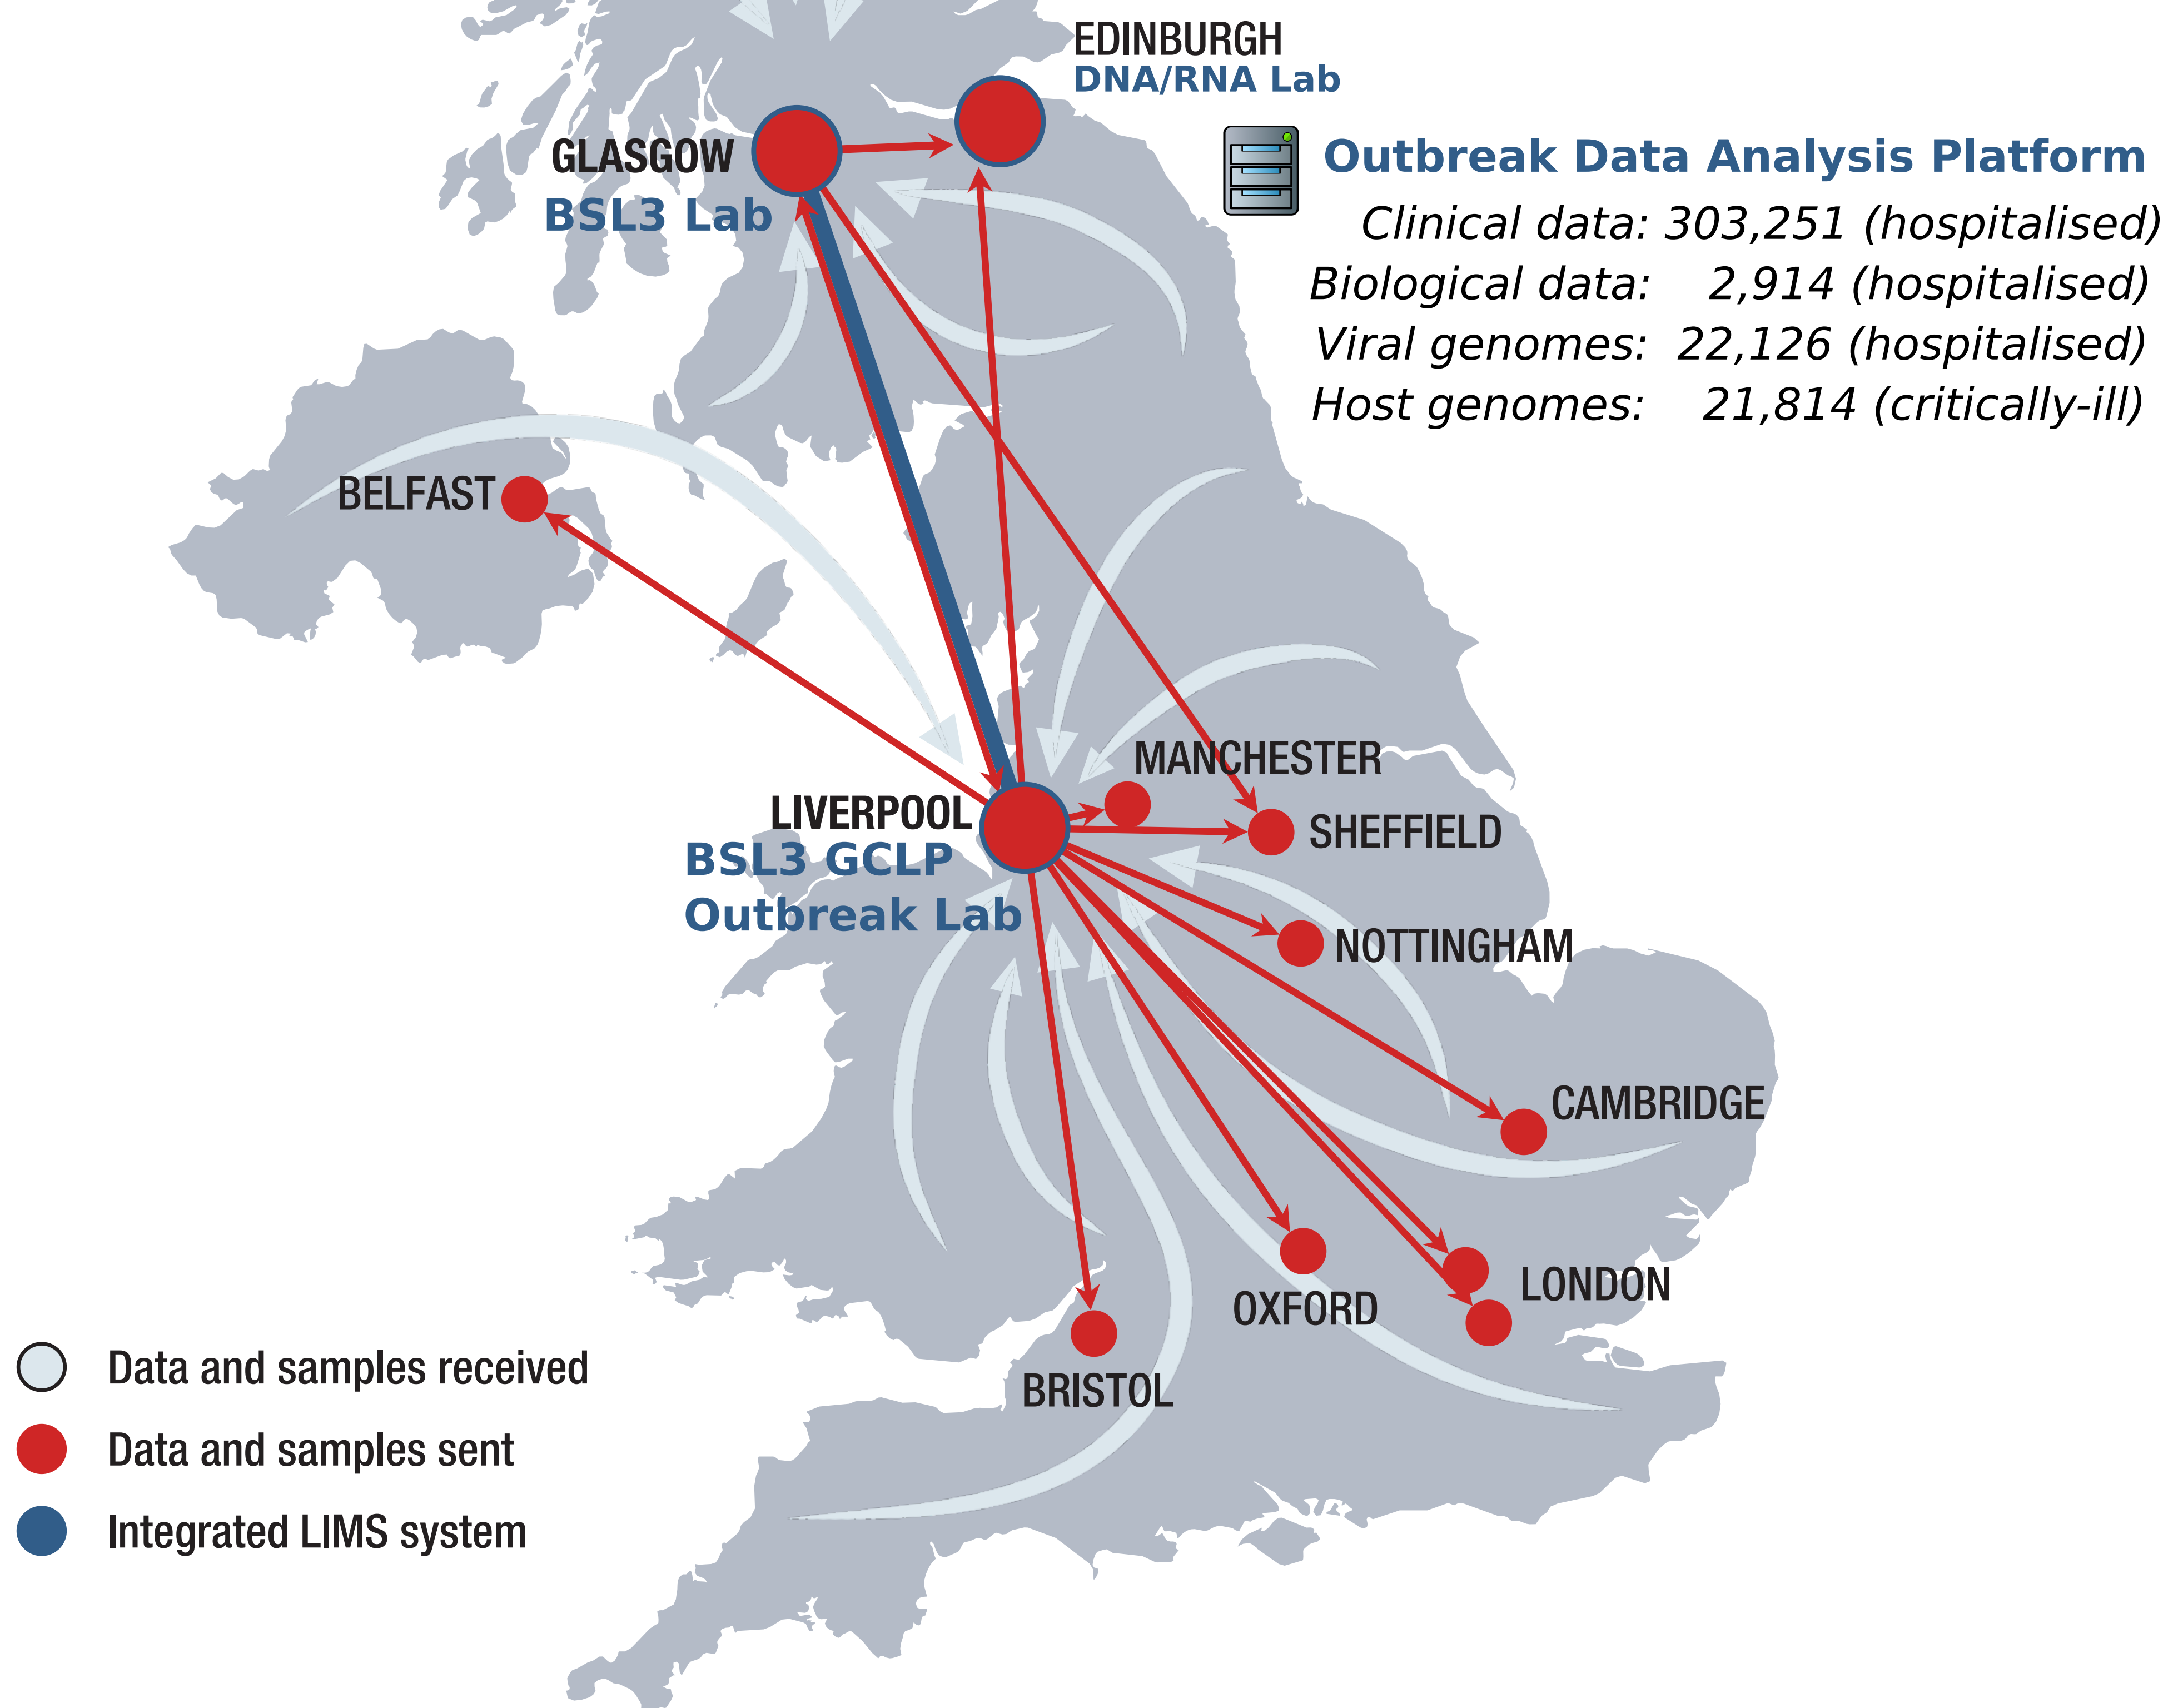 EDINBURGH
DNA/RNA Lab
GLASGOW
BSL3 Lab
Outbreak Data Analysis Platform
Clinical data: 303,251 (hospitalised)
Biological data: 2,914 (hospitalised)
Viral genomes: 22,126 (hospitalised)
Host genomes: 21,814 (critically-ill)
BELFAST
MANCHESTER
LIVERPOOL
BSL3 GCLP
Outbreak Lab
SHEFFIELD
NOTTINGHAM
CAMBRIDGE
LONDON
OXFORD
BRISTOL
Data and samples received
Data and samples sent
Integrated LIMS system